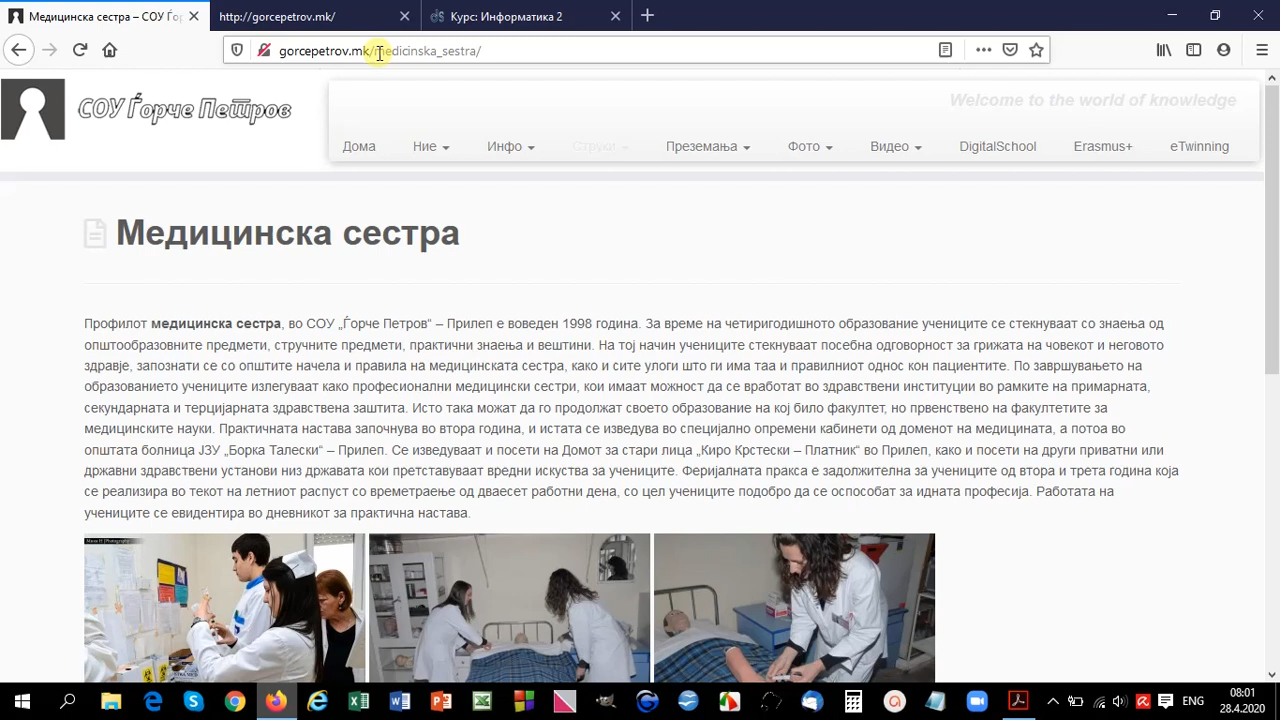 Медицинска сестра – СОУ Ѓор
http://gorcepetrov.mk/
Курс: Информатика 2
gorcepetrov.mk/medicinska_sestra/
СОУ Ѓорче Петров
Welcome to the world of knowledge
Дома Ние Инфо Струки Преземања Фото Видео DigitalSchool Erasmus+ eTwinning
Медицинска сестра
Профилот медицинска сестра, во СОУ „Ѓорче Петров“ – Прилеп е воведен 1998 година. За време на четиригодишното образование учениците се стекнуваат со знаења од
општообразовните предмети, стручните предмети, практични знаења и вештини. На тој начин учениците стекнуваат посебна одговорност за грижата на човекот и неговото
здравје, запознати се со општите начела и правила на медицинската сестра, како и сите улоги што ги има таа и правилниот однос кон пациентите. По завршувањето на
образованието учениците излегуваат како професионални медицински сестри, кои имаат можност да се вработат во здравствени институции во рамките на примарната,
секундарната и терцијарната здравствена заштита. Исто така можат да го продолжат своето образование на кој било факултет, но првенствено на факултетите за
медицинските науки. Практичната настава започнува во втора година, и истата се изведува во специјално опремени кабинети од доменот на медицината, а потоа во
општата болница ЈЗУ „Борка Талески“ – Прилеп. Се изведуваат и посети на Домот за стари лица „Киро Крстески – Платник“ во Прилеп, како и посети на други приватни или
државни здравствени установи низ државата кои претставуваат вредни искуства за учениците. Феријалната пракса е задолжителна за учениците од втора и трета година која
се реализира во текот на летниот распуст со времетраење од дваесет работни дена, со цел учениците подобро да се оспособат за идната професија. Работата на
учениците се евидентира во дневникот за практична настава.
ENG
08:01
28.4.2020